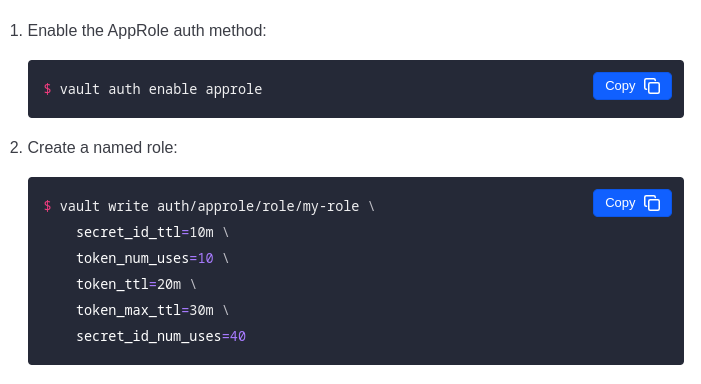 1. Enable the AppRole auth method:
$ vault auth enable approle
Copy
2. Create a named role:
$ vault write auth/approle/role/my-role \
Copy
secret_id_ttl=10m \
token_num_uses=10 \
token_ttl=20m \
token_max_ttl=30m \
secret_id_num_uses=40